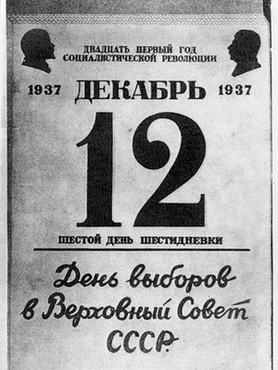 ДВАДЦАТЬ ПЕРВЫЙ ГОД
СОЦИАЛИСТИЧЕСКОЙ РЕВОЛЮЦИИ
1937 ДЕКАБРЬ 1937
12
ШЕСТОЙ ДЕНЬ ШЕСТИДНЕВКИ
День выборов
в Верховный Совет
СССР.